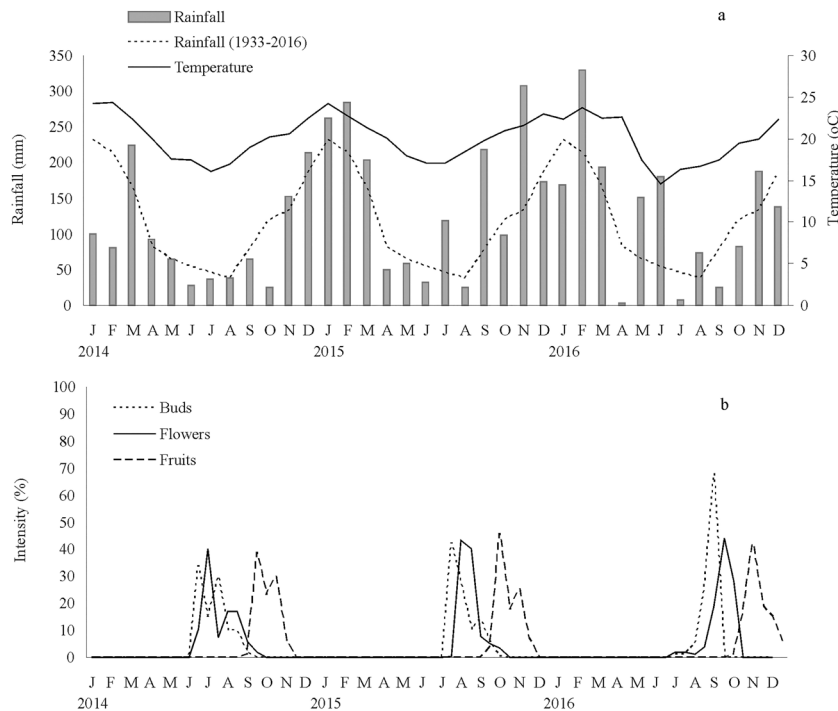 Rainfall
a
Rainfall (1933-2016)
Temperature
350
300
250
200
150
100
50
0
Rainfall (mm)
30
25
20
15
10
5
0
Temperature (oC)
J F M A M J J A S O N D J F M A M J J A S O N D J F M A M J J A S O N D
2014 2015 2016
100
90
80
70
60
50
40
30
20
10
0
Intensity (%)
Buds
b
Flowers
Fruits
J F M A M J J A S O N D J F M A M J J A S O N D J F M A M J J A S O N D
2014 2015 2016